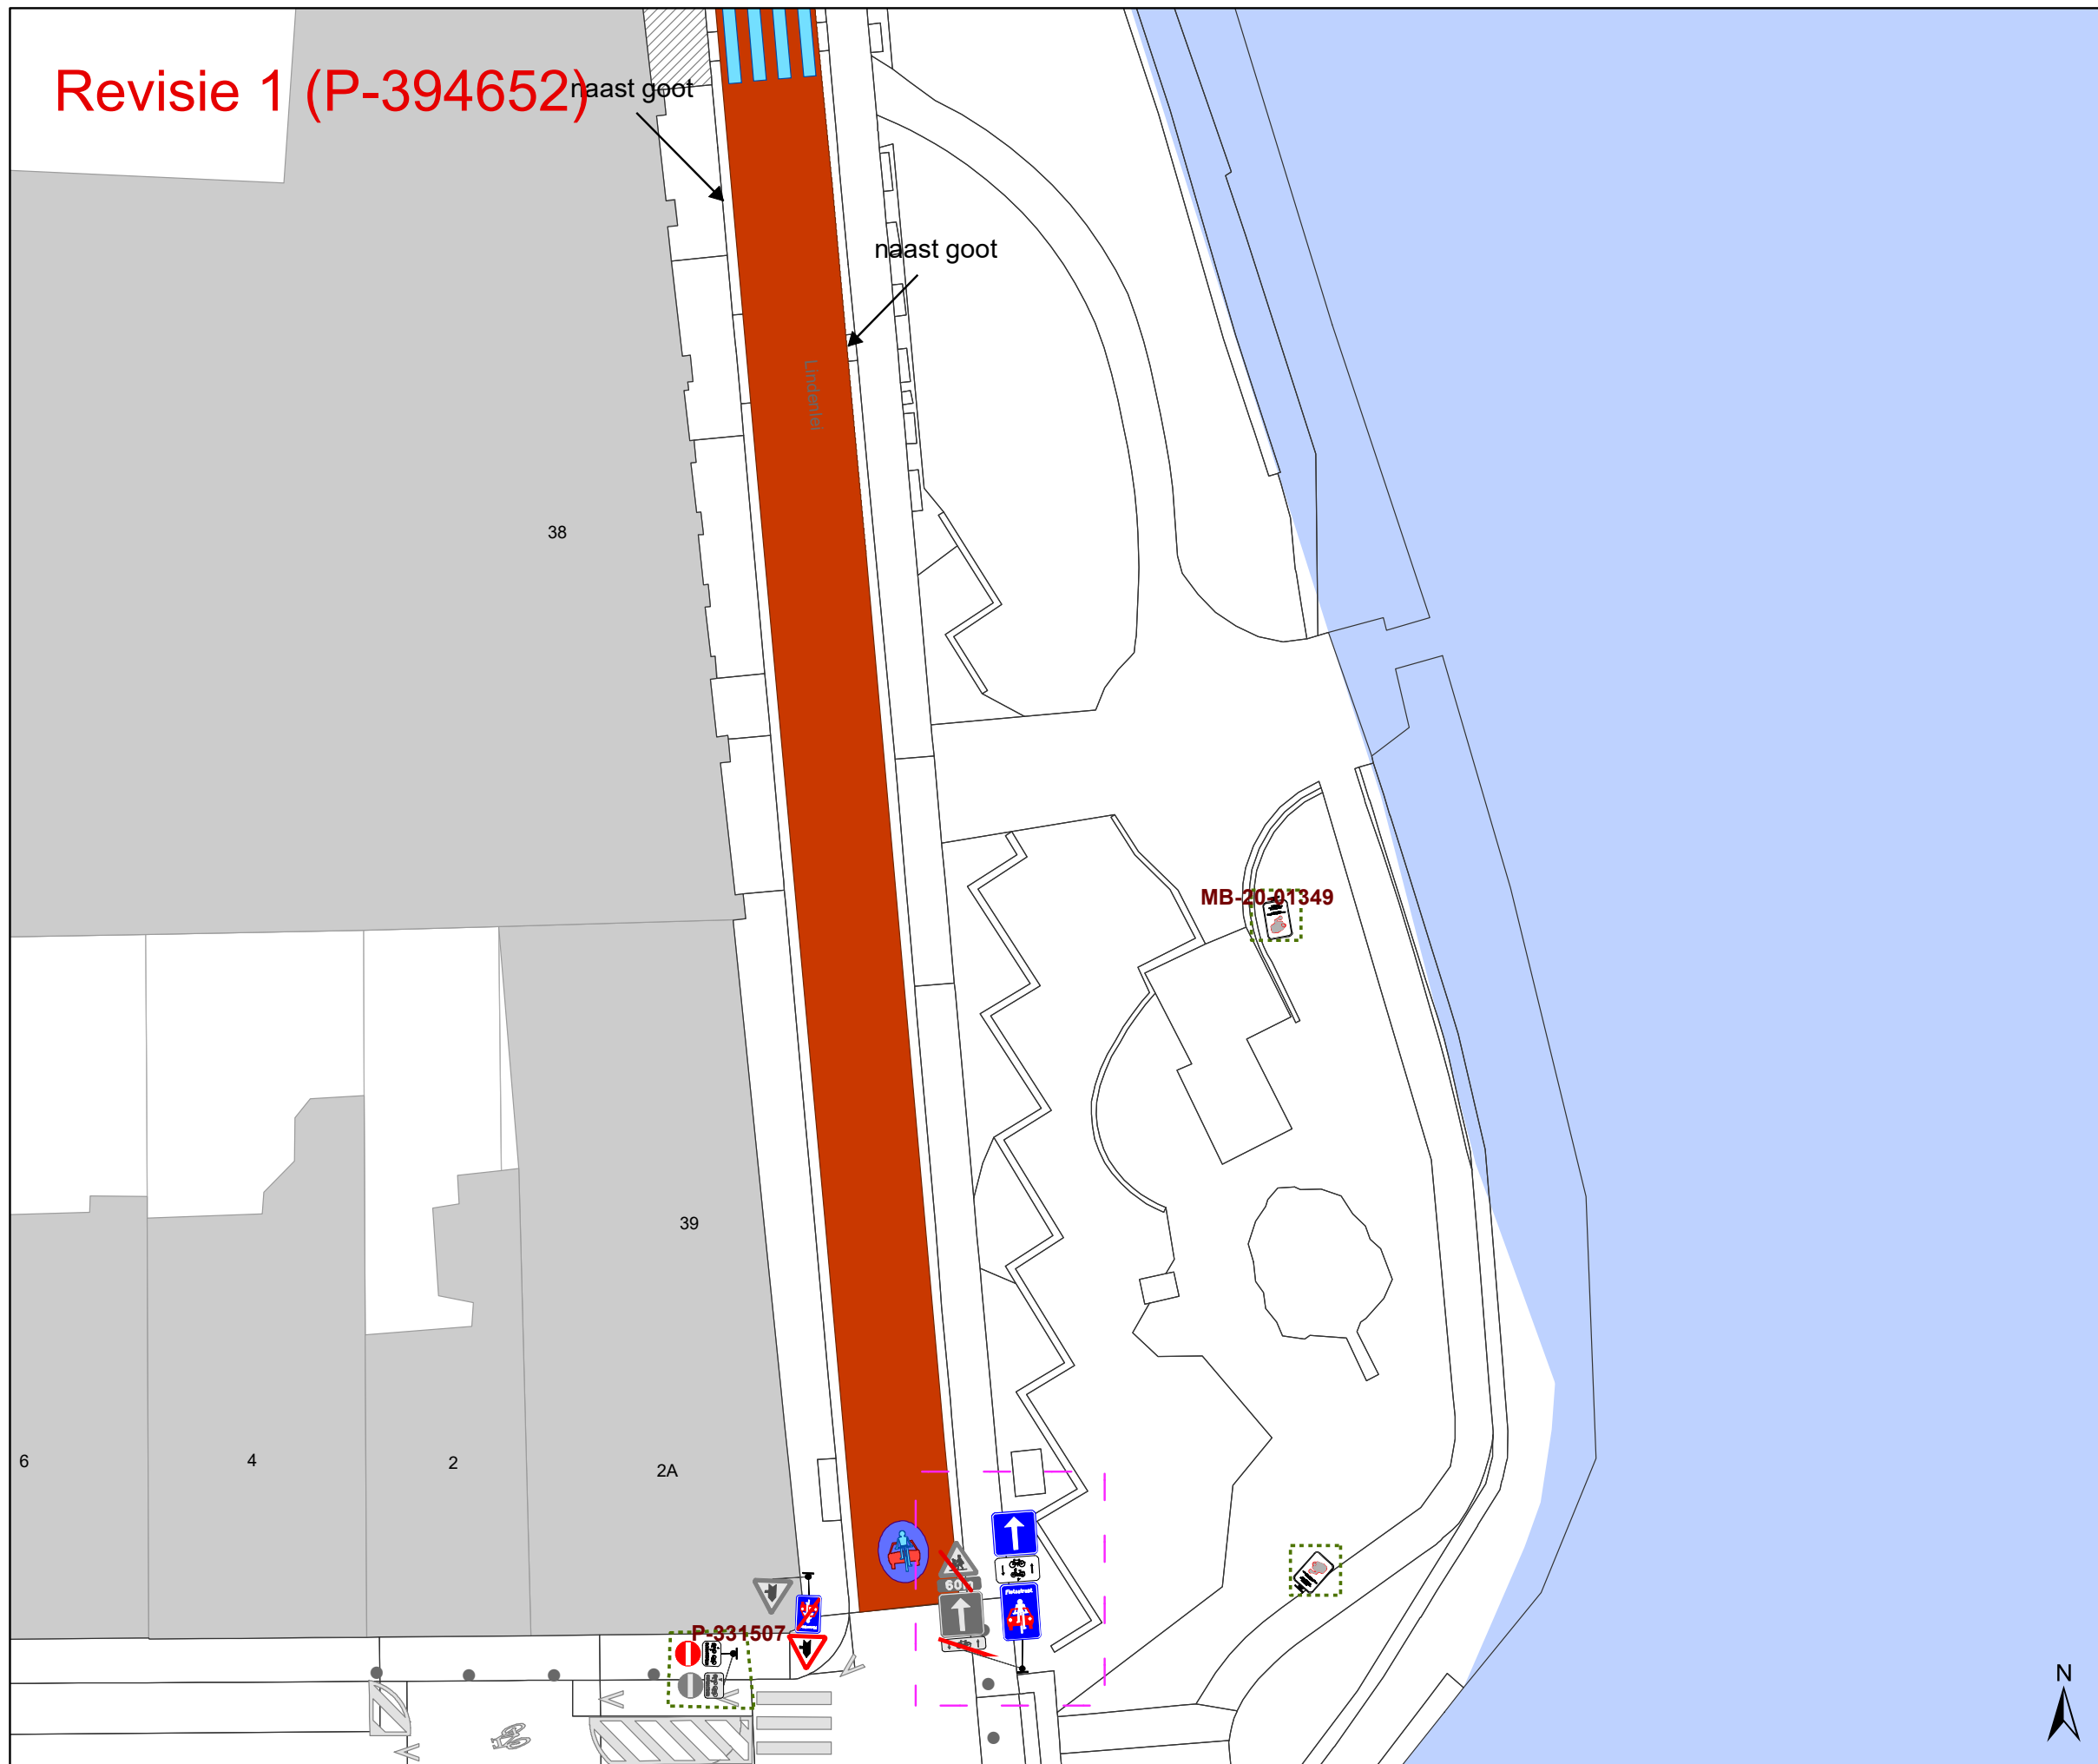 Revisie 1 (P-394652)
naast goot
naast goot
Lindenlei
38
MB-20-01349
39
6
4
2
2A
60M
Fietsstraat
P-331507
N